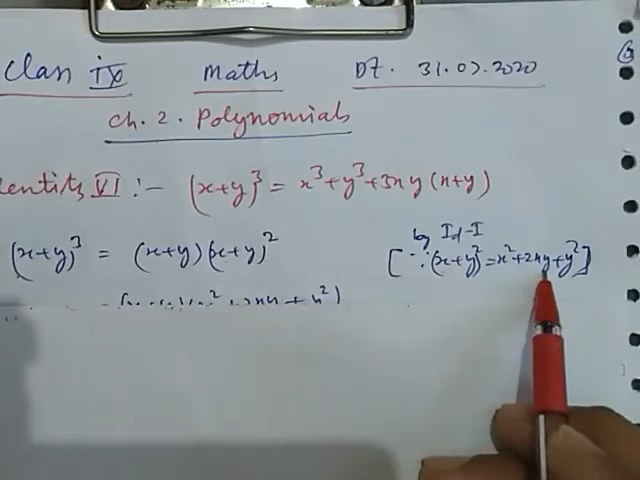 Class IX Maths DT. 31.07.2020
Ch. 2. Polynomials
entity VI :- (x+y)³ = x³+y³+3xy(x+y)
(x+y)³ = (x+y)(x+y)² [∵(x+y)²=x²+2xy+y²]
by Id-I